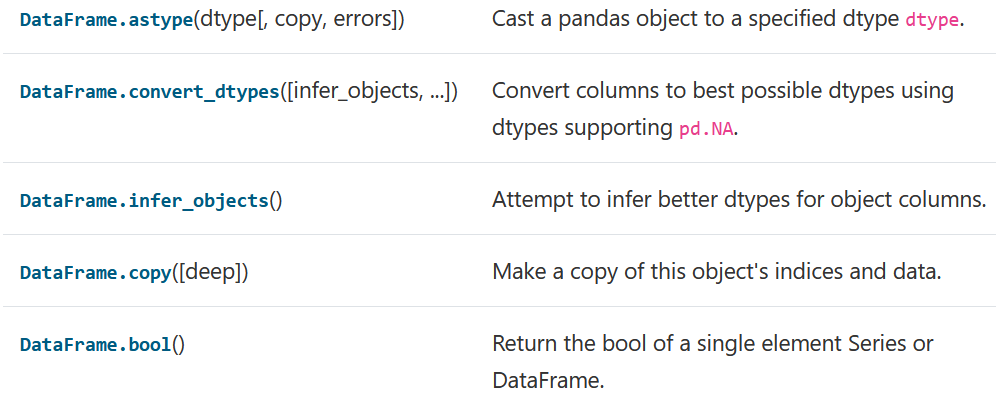 DataFrame.astype(dtype[, copy, errors]) Cast a pandas object to a specified dtype dtype.
DataFrame.convert_dtypes([infer_objects, ...]) Convert columns to best possible dtypes using
dtypes supporting pd.NA.
DataFrame.infer_objects() Attempt to infer better dtypes for object columns.
DataFrame.copy([deep]) Make a copy of this object's indices and data.
DataFrame.bool() Return the bool of a single element Series or
DataFrame.